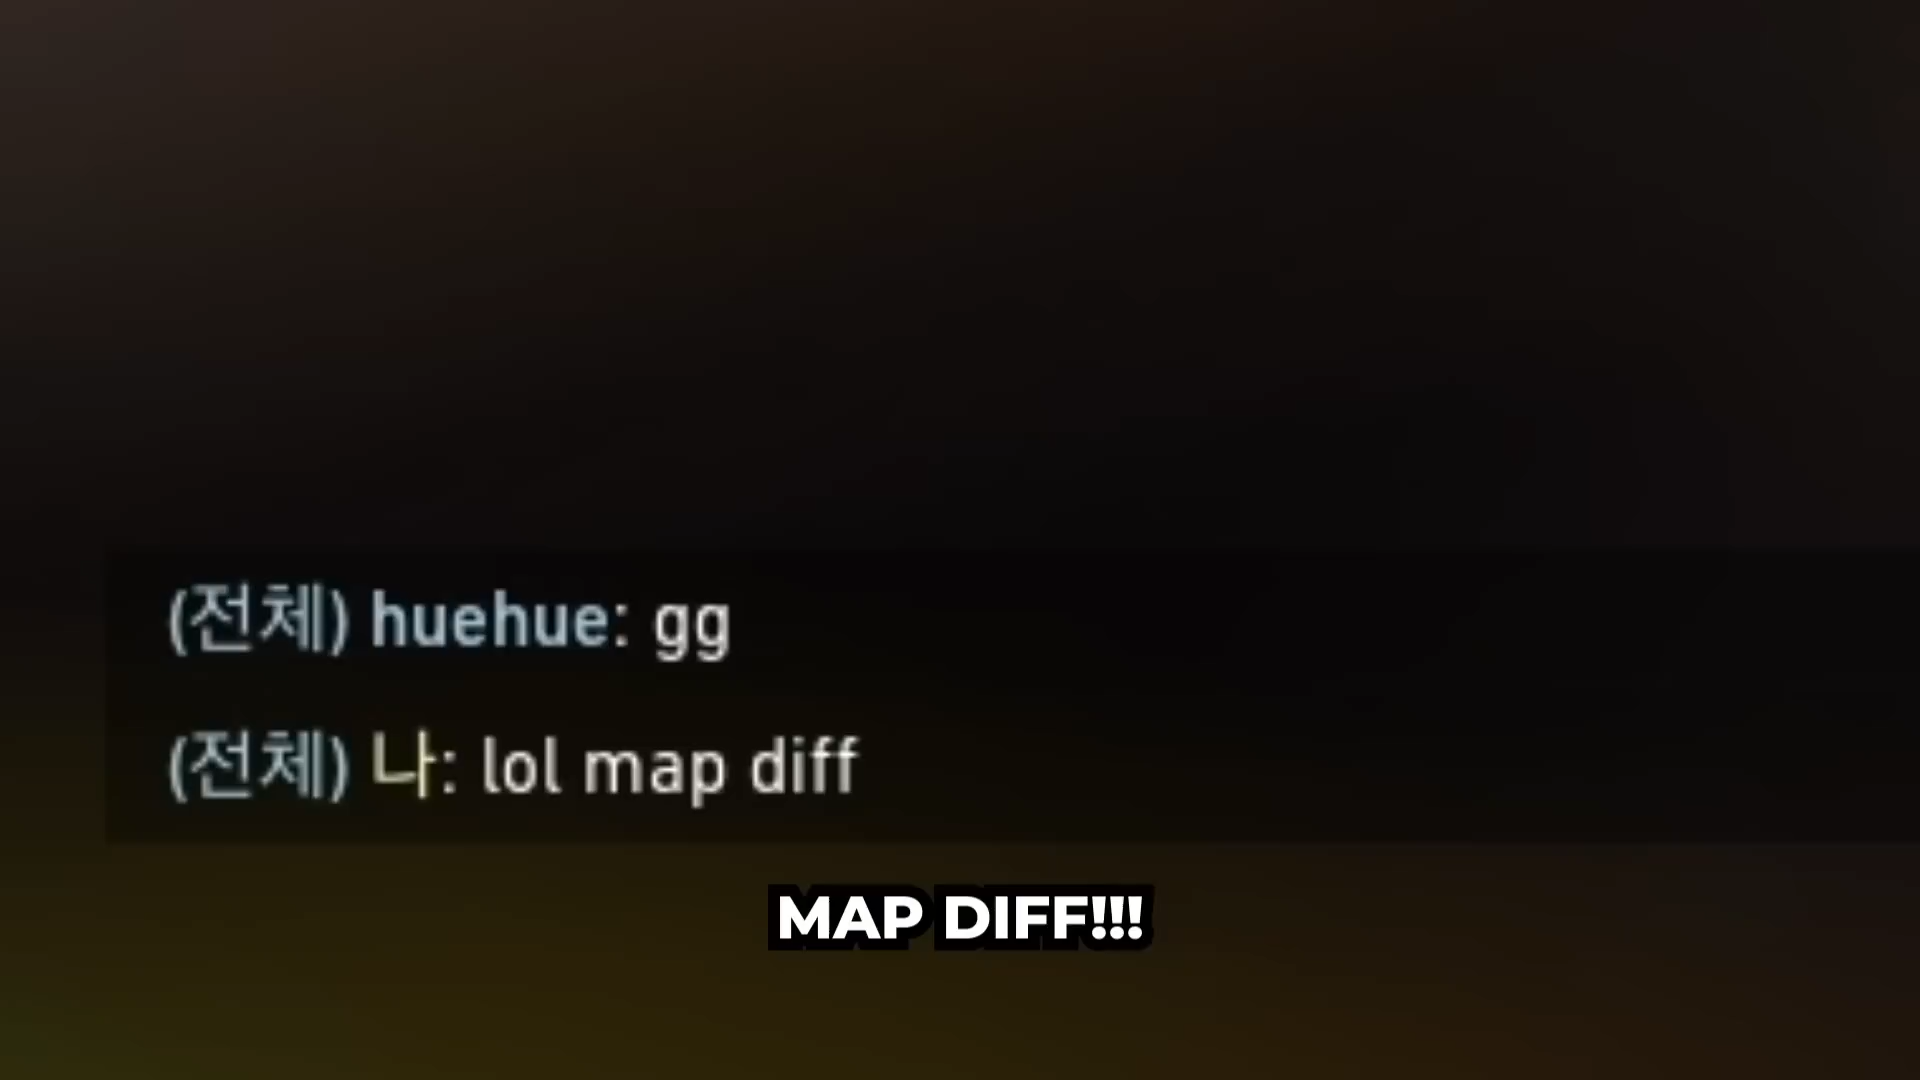 (전체) huehue: gg
(전체) 나: lol map diff
MAP DIFF!!!